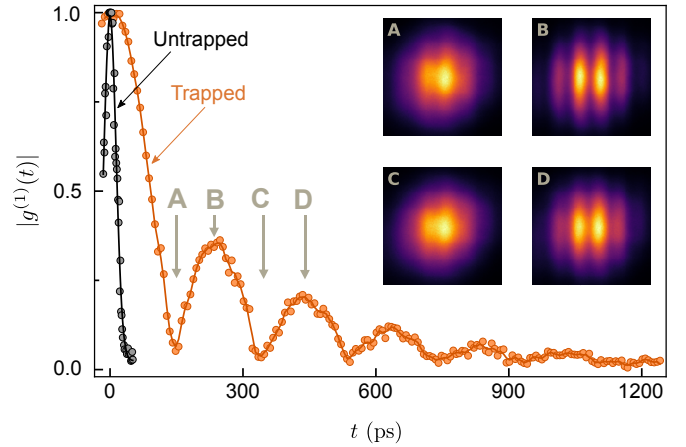 1.0
0.5
0.0
|g^{(1)}(t)|
Untrapped
Trapped
A
B
C
D
A
B
C
D
0
300
600
900
1200
t (ps)